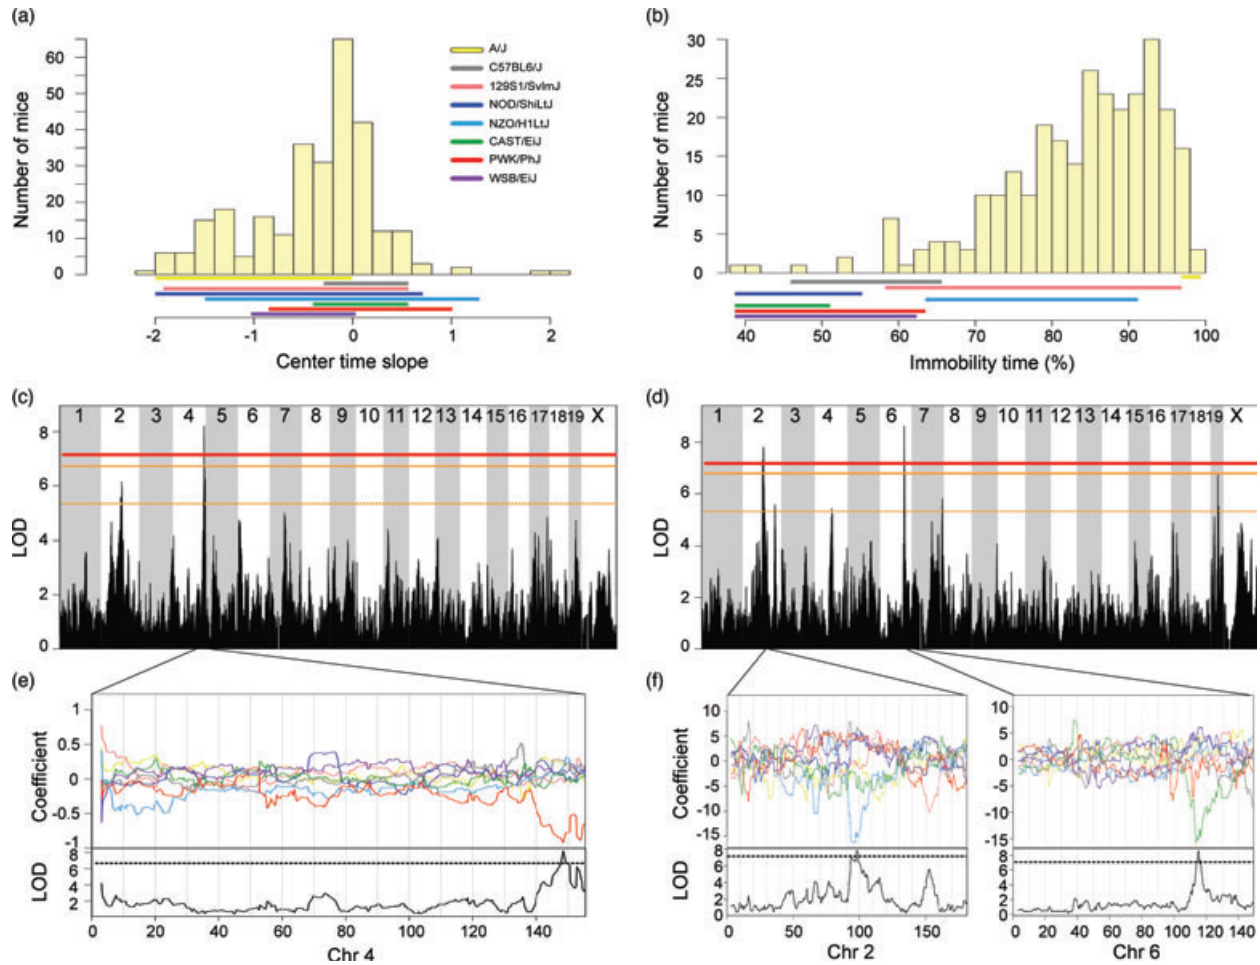 (a)
Number of mice
60
50
40
30
20
10
0
-2
-1
0
1
2
Center time slope
A/J
C57BL6/J
129S1/SvlmJ
NOD/ShiLtJ
NZO/H1LtJ
CAST/EiJ
PWK/PhJ
WSB/EiJ
(b)
Number of mice
30
25
20
15
10
5
0
40
50
60
70
80
90
100
Immobility time (%)
(c)
1 2 3 4 5 6 7 8 9 10 11 12 13 14 15 16 17 18 19 X
LOD
8
6
4
2
0
(d)
1 2 3 4 5 6 7 8 9 10 11 12 13 14 15 16 17 18 19 X
LOD
8
6
4
2
0
(e)
Coefficient
1
0.5
0
-0.5
-1
LOD
8
6
4
2
0 20 40 60 80 100 120 140
Chr 4
(f)
Coefficient
10
5
0
-5
-10
-15
LOD
8
6
4
2
0
0 50 100 150
Chr 2
10
5
0
-5
-10
-15
8
6
4
2
0
0 20 40 60 80 100 120 140
Chr 6